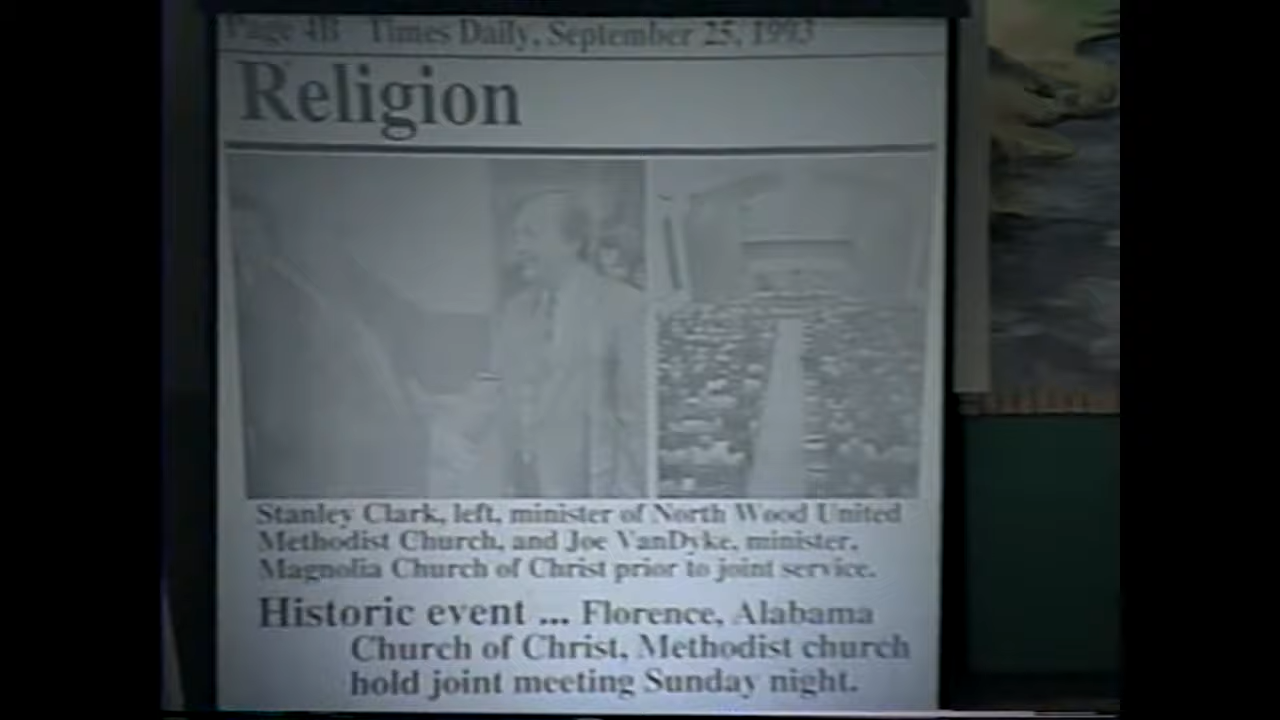 Page 4B Times Daily, September 25, 1993
Religion
Stanley Clark, left, minister of North Wood United
Methodist Church, and Joe VanDyke, minister,
Magnolia Church of Christ prior to joint service.
Historic event ... Florence, Alabama
Church of Christ, Methodist church
hold joint meeting Sunday night.